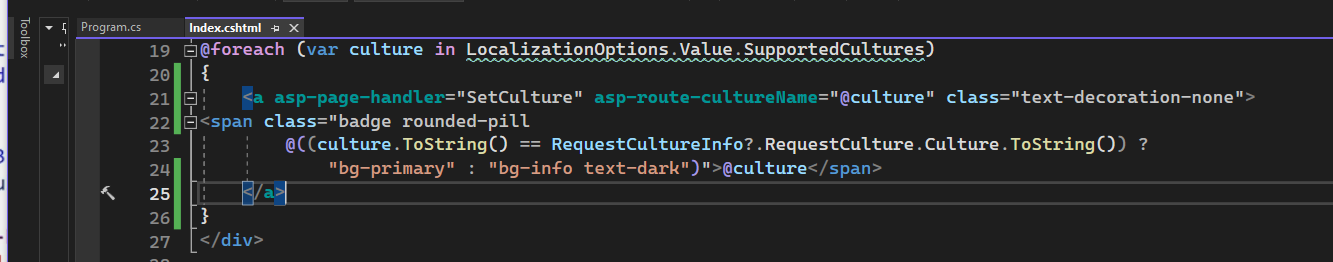 Toolbox
Program.cs
Index.cshtml
19 @foreach (var culture in LocalizationOptions.Value.SupportedCultures)
20 {
21 <a asp-page-handler="SetCulture" asp-route-cultureName="@culture" class="text-decoration-none">
22 <span class="badge rounded-pill
23 @((culture.ToString() == RequestCultureInfo?.RequestCulture.Culture.ToString()) ?
24 "bg-primary" : "bg-info text-dark")">@culture</span>
25 </a>
26 }
27 </div>